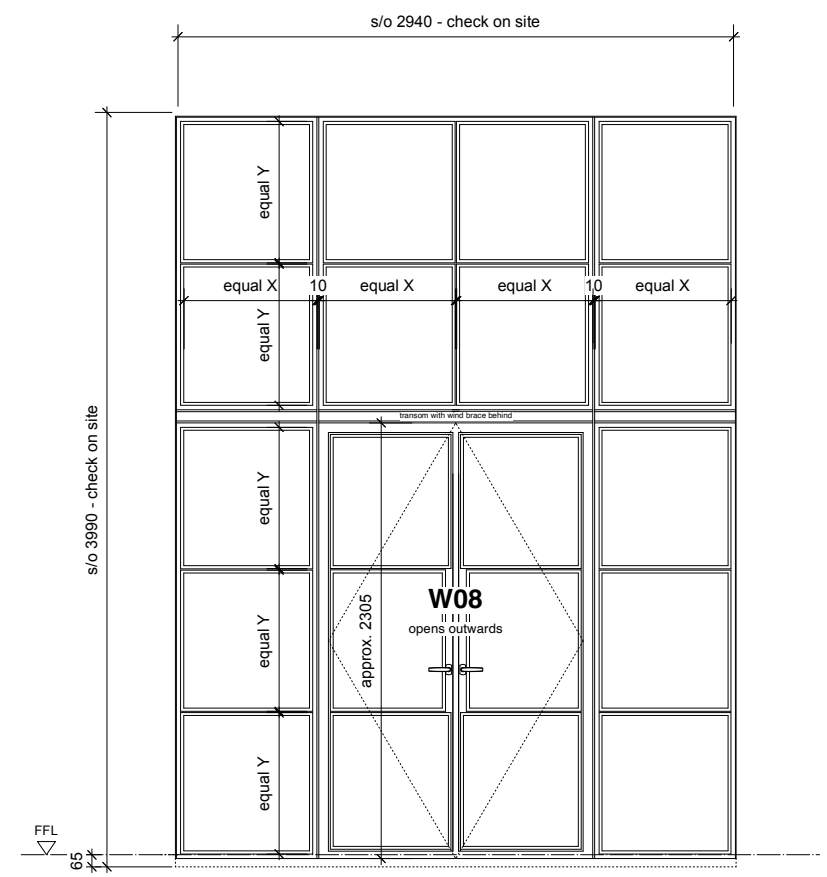 s/o 2940 - check on site
equal Y
equal X
10
equal X
equal X
10
equal X
equal Y
transom with wind brace behind
s/o 3990 - check on site
equal Y
approx. 2305
W08
opens outwards
equal Y
equal Y
FFL
65